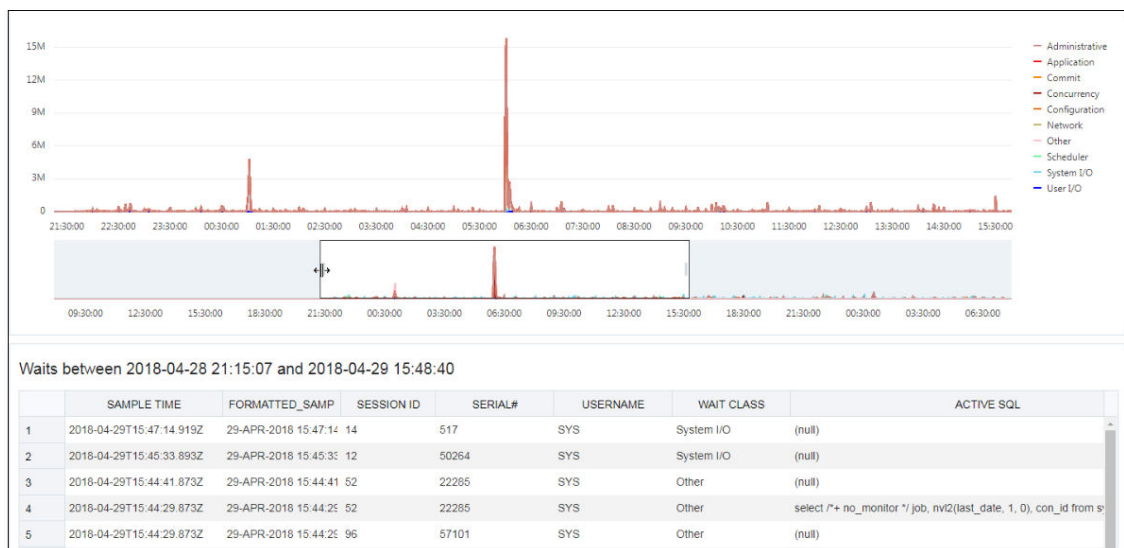 15M
12M
9M
6M
3M
0
21:30:00 22:30:00 23:30:00 00:30:00 01:30:00 02:30:00 03:30:00 04:30:00 05:30:00 06:30:00 07:30:00 08:30:00 09:30:00 10:30:00 11:30:00 12:30:00 13:30:00 14:30:00 15:30:00
Administrative
Application
Commit
Concurrency
Configuration
Network
Other
Scheduler
System I/O
User I/O
09:30:00 12:30:00 15:30:00 18:30:00 21:30:00 00:30:00 03:30:00 06:30:00 09:30:00 12:30:00 15:30:00 18:30:00 21:30:00 00:30:00 03:30:00 06:30:00
Waits between 2018-04-28 21:15:07 and 2018-04-29 15:48:40
SAMPLE TIME FORMATTED_SAMP SESSION ID SERIAL# USERNAME WAIT CLASS ACTIVE SQL
1 2018-04-29T15:47:14.919Z 29-APR-2018 15:47:14 14 517 SYS System I/O (null)
2 2018-04-29T15:45:33.893Z 29-APR-2018 15:45:33 12 50264 SYS System I/O (null)
3 2018-04-29T15:44:41.873Z 29-APR-2018 15:44:41 52 22285 SYS Other (null)
4 2018-04-29T15:44:29.873Z 29-APR-2018 15:44:29 52 22285 SYS Other select /*+ no_monitor */ job, nvl2(last_date, 1, 0), con_id from sy
5 2018-04-29T15:44:29.873Z 29-APR-2018 15:44:29 96 57101 SYS Other (null)